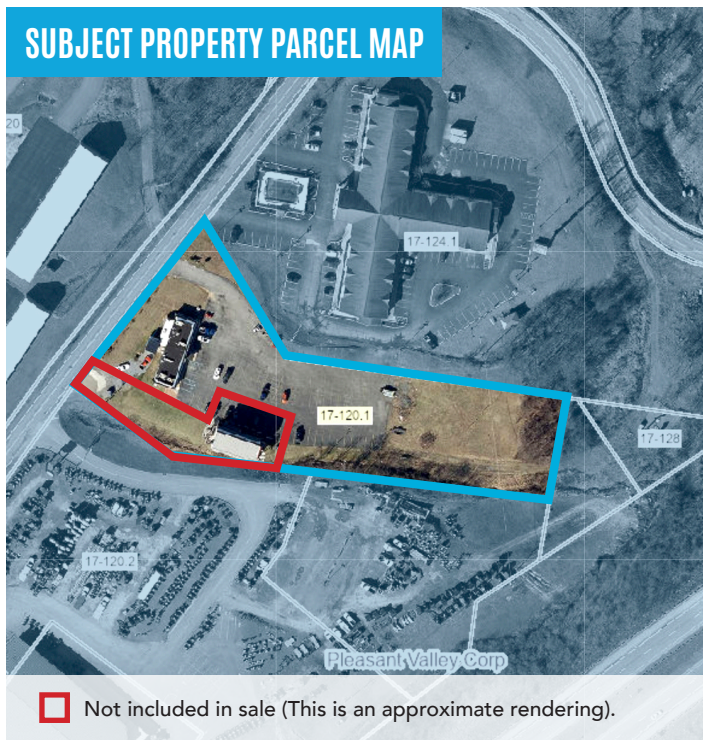 SUBJECT PROPERTY PARCEL MAP
20
17-124.1
17-120.1
17-128
17-120.2
Pleasant Valley Corp
Not included in sale (This is an approximate rendering).